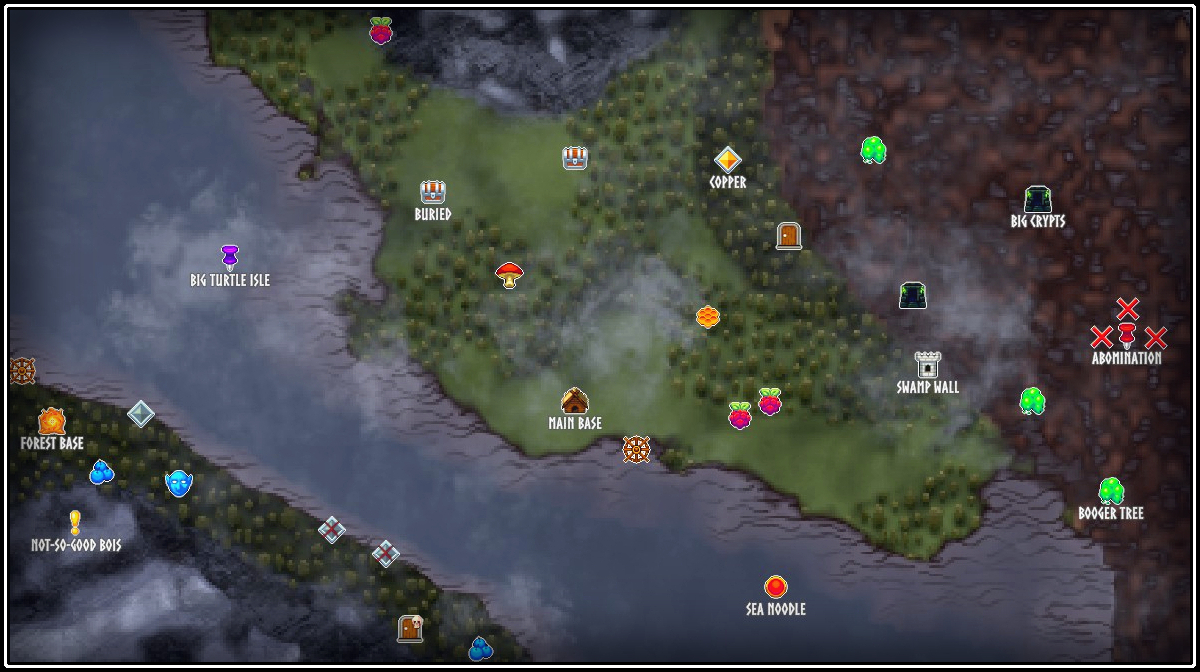 COPPER
BURIED
BIG CRYPTS
BIG TURTLE ISLE
ABOMINATION
SWAMP WALL
MAIN BASE
FOREST BASE
BOOGER TREE
NOT-SO-GOOD BOIS
SEA NOODLE